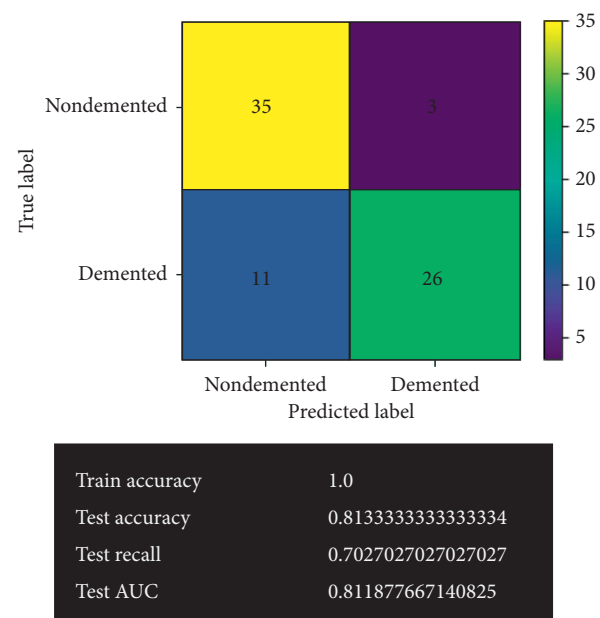 35
Nondemented
35
3
30
25
True label
20
15
Demented
11
26
10
5
Nondemented Demented
Predicted label
Train accuracy 1.0
Test accuracy 0.8133333333333334
Test recall 0.7027027027027027
Test AUC 0.811877667140825